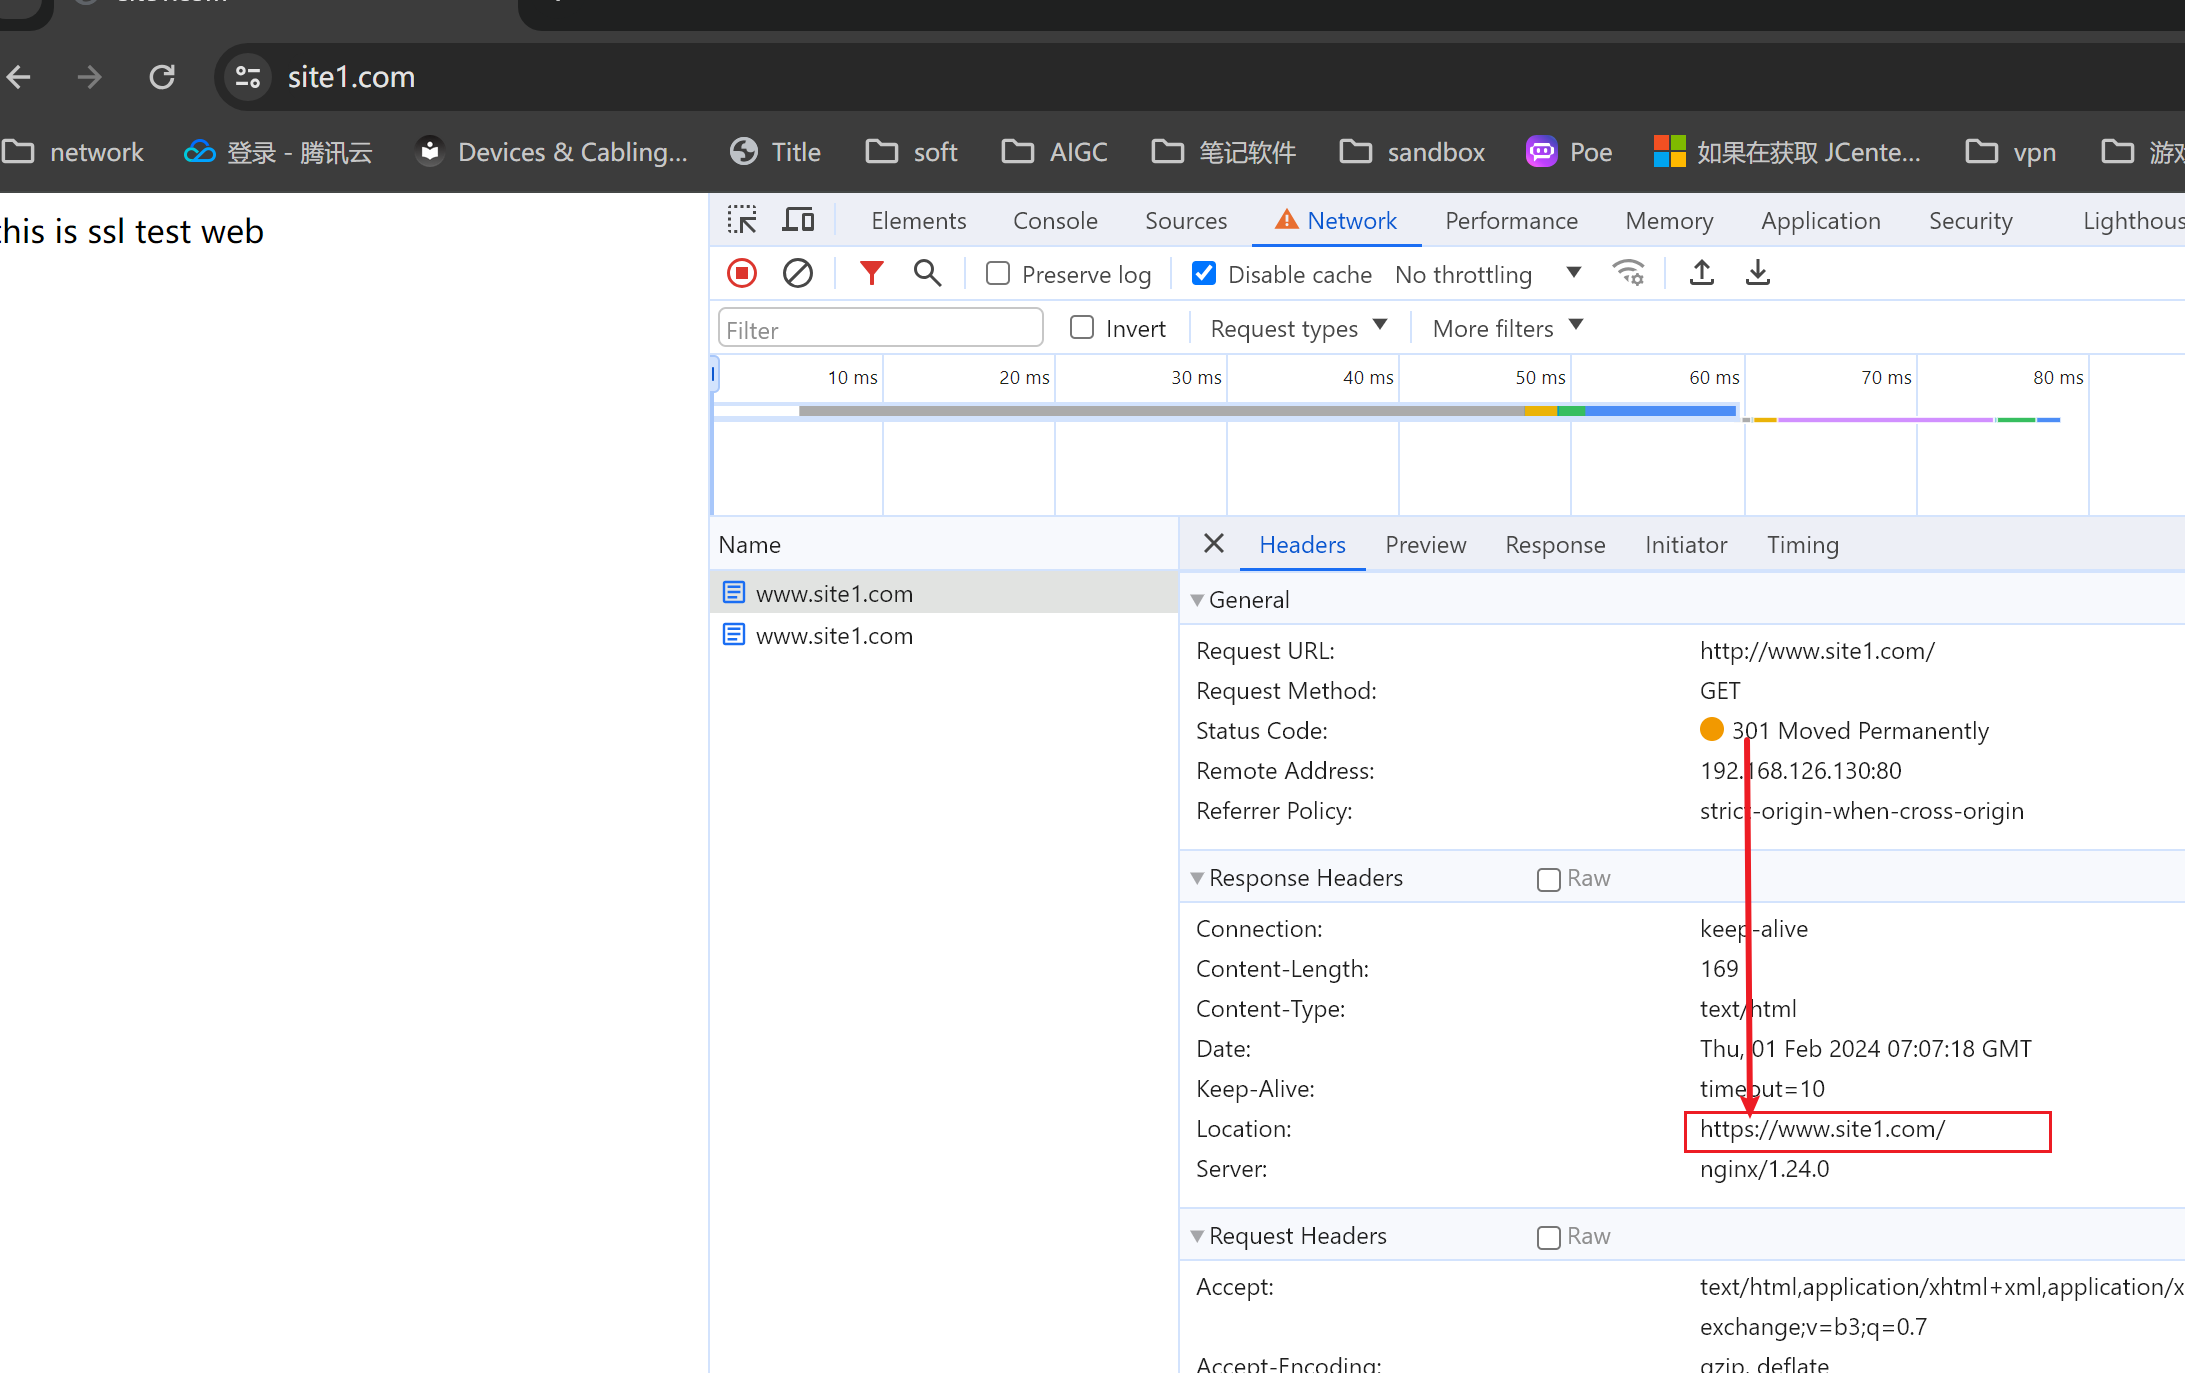 site1.com
network 登录 - 腾讯云 Devices & Cabling... Title soft AIGC 笔记软件 sandbox Poe 如果在获取 JCente... vpn
this is ssl test web
Elements Console Sources Network Performance Memory Application Security Lighthous
Preserve log Disable cache No throttling
Filter Invert Request types More filters
10 ms 20 ms 30 ms 40 ms 50 ms 60 ms 70 ms 80 ms
Name
www.site1.com
www.site1.com
Headers Preview Response Initiator Timing
General
Request URL: http://www.site1.com/
Request Method: GET
Status Code: 301 Moved Permanently
Remote Address: 192.168.126.130:80
Referrer Policy: strict-origin-when-cross-origin
Response Headers Raw
Connection: keep-alive
Content-Length: 169
Content-Type: text/html
Date: Thu, 01 Feb 2024 07:07:18 GMT
Keep-Alive: timeout=10
Location: https://www.site1.com/
Server: nginx/1.24.0
Request Headers Raw
Accept: text/html,application/xhtml+xml,application/x
exchange;v=b3;q=0.7
Accept-Encoding: gzip, deflate